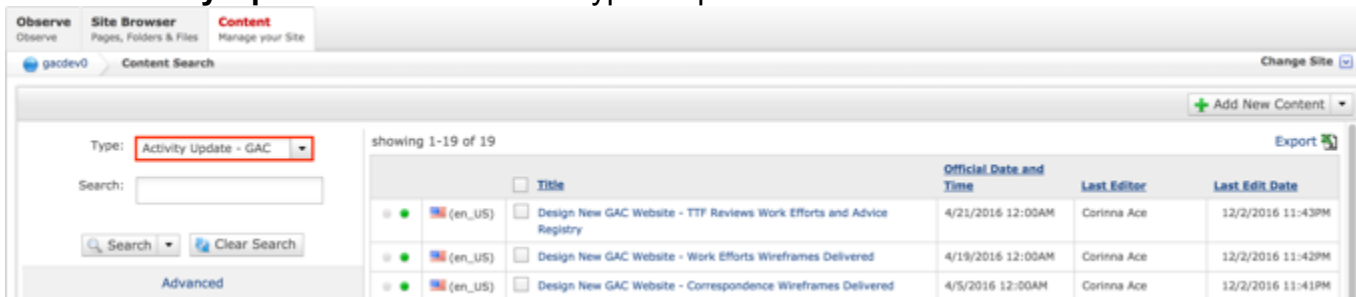 Observe Site Browser Content
Observe Pages, Folders & Files Manage your Site
gacdev0 Content Search Change Site
Add New Content
Type: Activity Update - GAC showing 1-19 of 19 Export
Search:
Title Official Date and Time Last Editor Last Edit Date
(en_US) Design New GAC Website - TTF Reviews Work Efforts and Advice Registry 4/21/2016 12:00AM Corinna Ace 12/2/2016 11:43PM
Search Clear Search
(en_US) Design New GAC Website - Work Efforts Wireframes Delivered 4/19/2016 12:00AM Corinna Ace 12/2/2016 11:42PM
Advanced
(en_US) Design New GAC Website - Correspondence Wireframes Delivered 4/5/2016 12:00AM Corinna Ace 12/2/2016 11:41PM